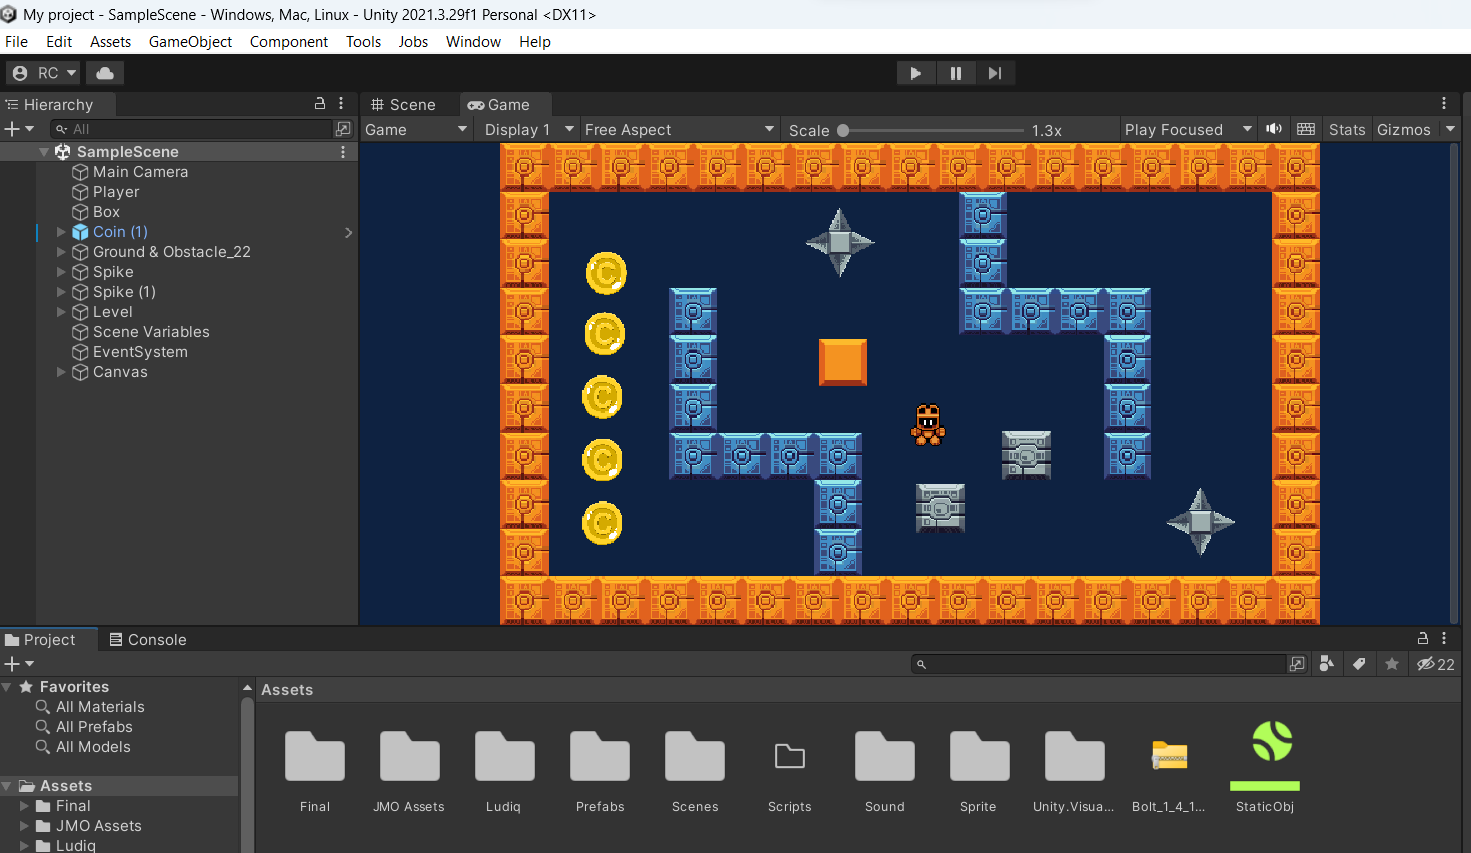 My project - SampleScene - Windows, Mac, Linux - Unity 2021.3.29f1 Personal <DX11>
File Edit Assets GameObject Component Tools Jobs Window Help
RC
Hierarchy
All
SampleScene
Main Camera
Player
Box
Coin (1)
Ground & Obstacle_22
Spike
Spike (1)
Level
Scene Variables
EventSystem
Canvas
Scene Game
Game Display 1 Free Aspect Scale 1.3x Play Focused Stats Gizmos
C
C
C
C
C
Project Console
22
Favorites
All Materials
All Prefabs
All Models
Assets
Final
JMO Assets
Ludiq
Assets
Final JMO Assets Ludiq Prefabs Scenes Scripts Sound Sprite Unity.Visua... Bolt_1_4_1... StaticObj